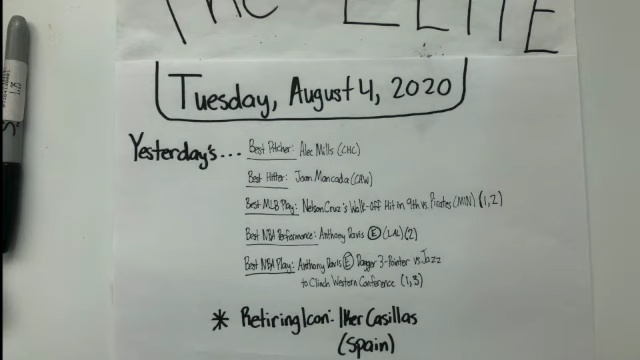 THE ELITE
Tuesday, August 4, 2020
Yesterday's...
Best Pitcher: Alec Mills (CHC)
Best Hitter: Joan Moncada (CHW)
Best MLB Play: Nelson Cruz's Walk-Off Hit in 9th vs. Pirates (MIN) (1,2)
Best NBA Performance: Anthony Davis Ⓔ (LAL) (2)
Best NBA Play: Anthony Davis Ⓔ Dagger 3-Pointer vs. Jazz
to Clinch Western Conference (1,3)
* Retiring Icon: Iker Casillas
(Spain)